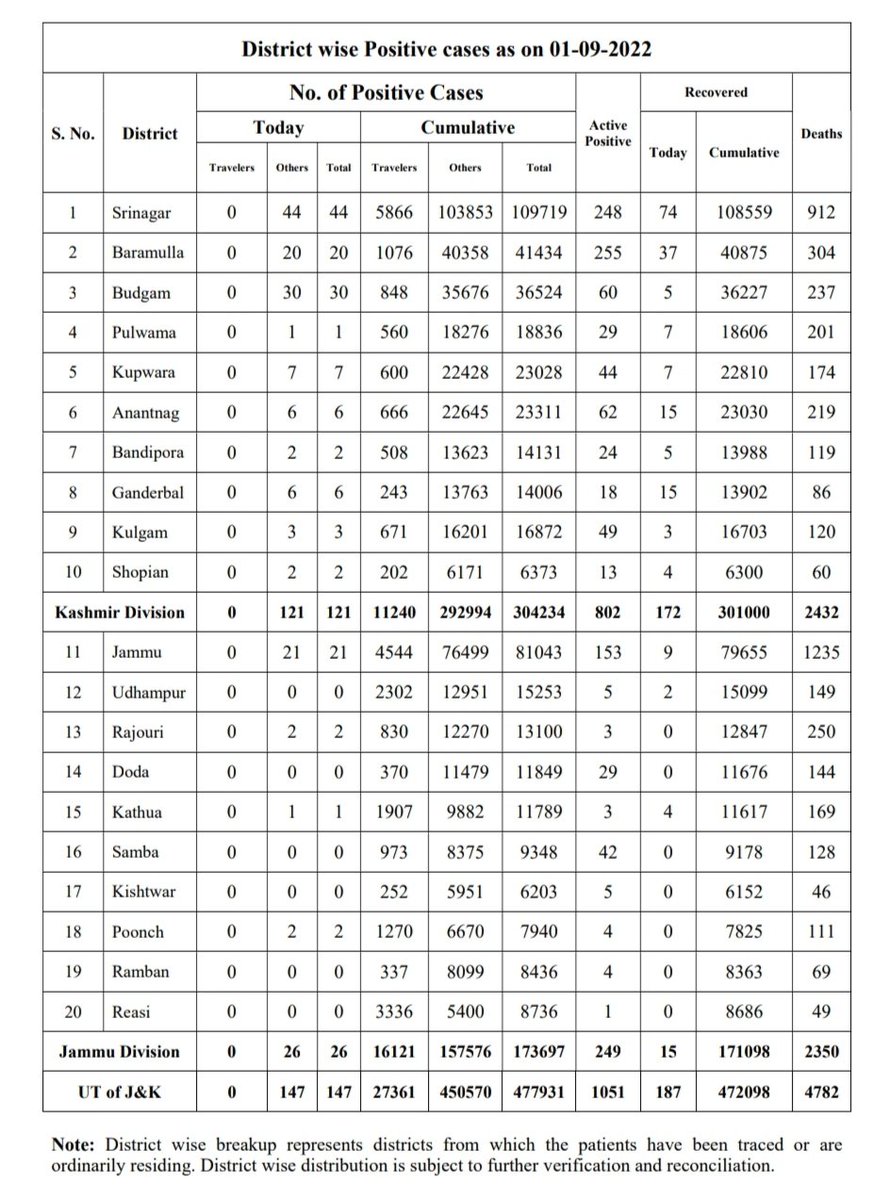 District wise Positive cases as on 01-09-2022
S. No. District No. of Positive Cases Active Positive Recovered Deaths
Today Cumulative Today Cumulative
Travelers Others Total Travelers Others Total
1 Srinagar 0 44 44 5866 103853 109719 248 74 108559 912
2 Baramulla 0 20 20 1076 40358 41434 255 37 40875 304
3 Budgam 0 30 30 848 35676 36524 60 5 36227 237
4 Pulwama 0 1 1 560 18276 18836 29 7 18606 201
5 Kupwara 0 7 7 600 22428 23028 44 7 22810 174
6 Anantnag 0 6 6 666 22645 23311 62 15 23030 219
7 Bandipora 0 2 2 508 13623 14131 24 5 13988 119
8 Ganderbal 0 6 6 243 13763 14006 18 15 13902 86
9 Kulgam 0 3 3 671 16201 16872 49 3 16703 120
10 Shopian 0 2 2 202 6171 6373 13 4 6300 60
Kashmir Division 0 121 121 11240 292994 304234 802 172 301000 2432
11 Jammu 0 21 21 4544 76499 81043 153 9 79655 1235
12 Udhampur 0 0 0 2302 12951 15253 5 2 15099 149
13 Rajouri 0 2 2 830 12270 13100 3 0 12847 250
14 Doda 0 0 0 370 11479 11849 29 0 11676 144
15 Kathua 0 1 1 1907 9882 11789 3 4 11617 169
16 Samba 0 0 0 973 8375 9348 42 0 9178 128
17 Kishtwar 0 0 0 252 5951 6203 5 0 6152 46
18 Poonch 0 2 2 1270 6670 7940 4 0 7825 111
19 Ramban 0 0 0 337 8099 8436 4 0 8363 69
20 Reasi 0 0 0 3336 5400 8736 1 0 8686 49
Jammu Division 0 26 26 16121 157576 173697 249 15 171098 2350
UT of J&K 0 147 147 27361 450570 477931 1051 187 472098 4782
Note: District wise breakup represents districts from which the patients have been traced or are
ordinarily residing. District wise distribution is subject to further verification and reconciliation.